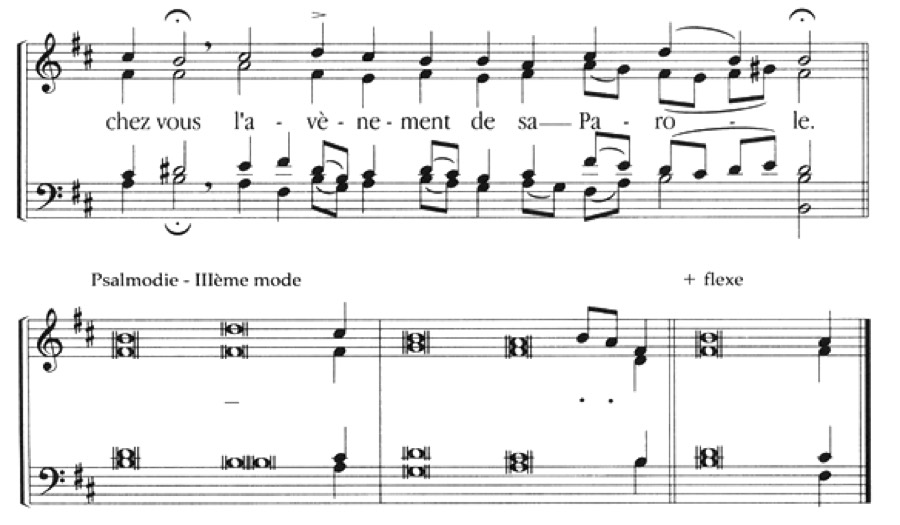 chez vous l'a - vè - ne - ment de sa Pa - ro - le.
Psalmodie - IIIème mode + flexe